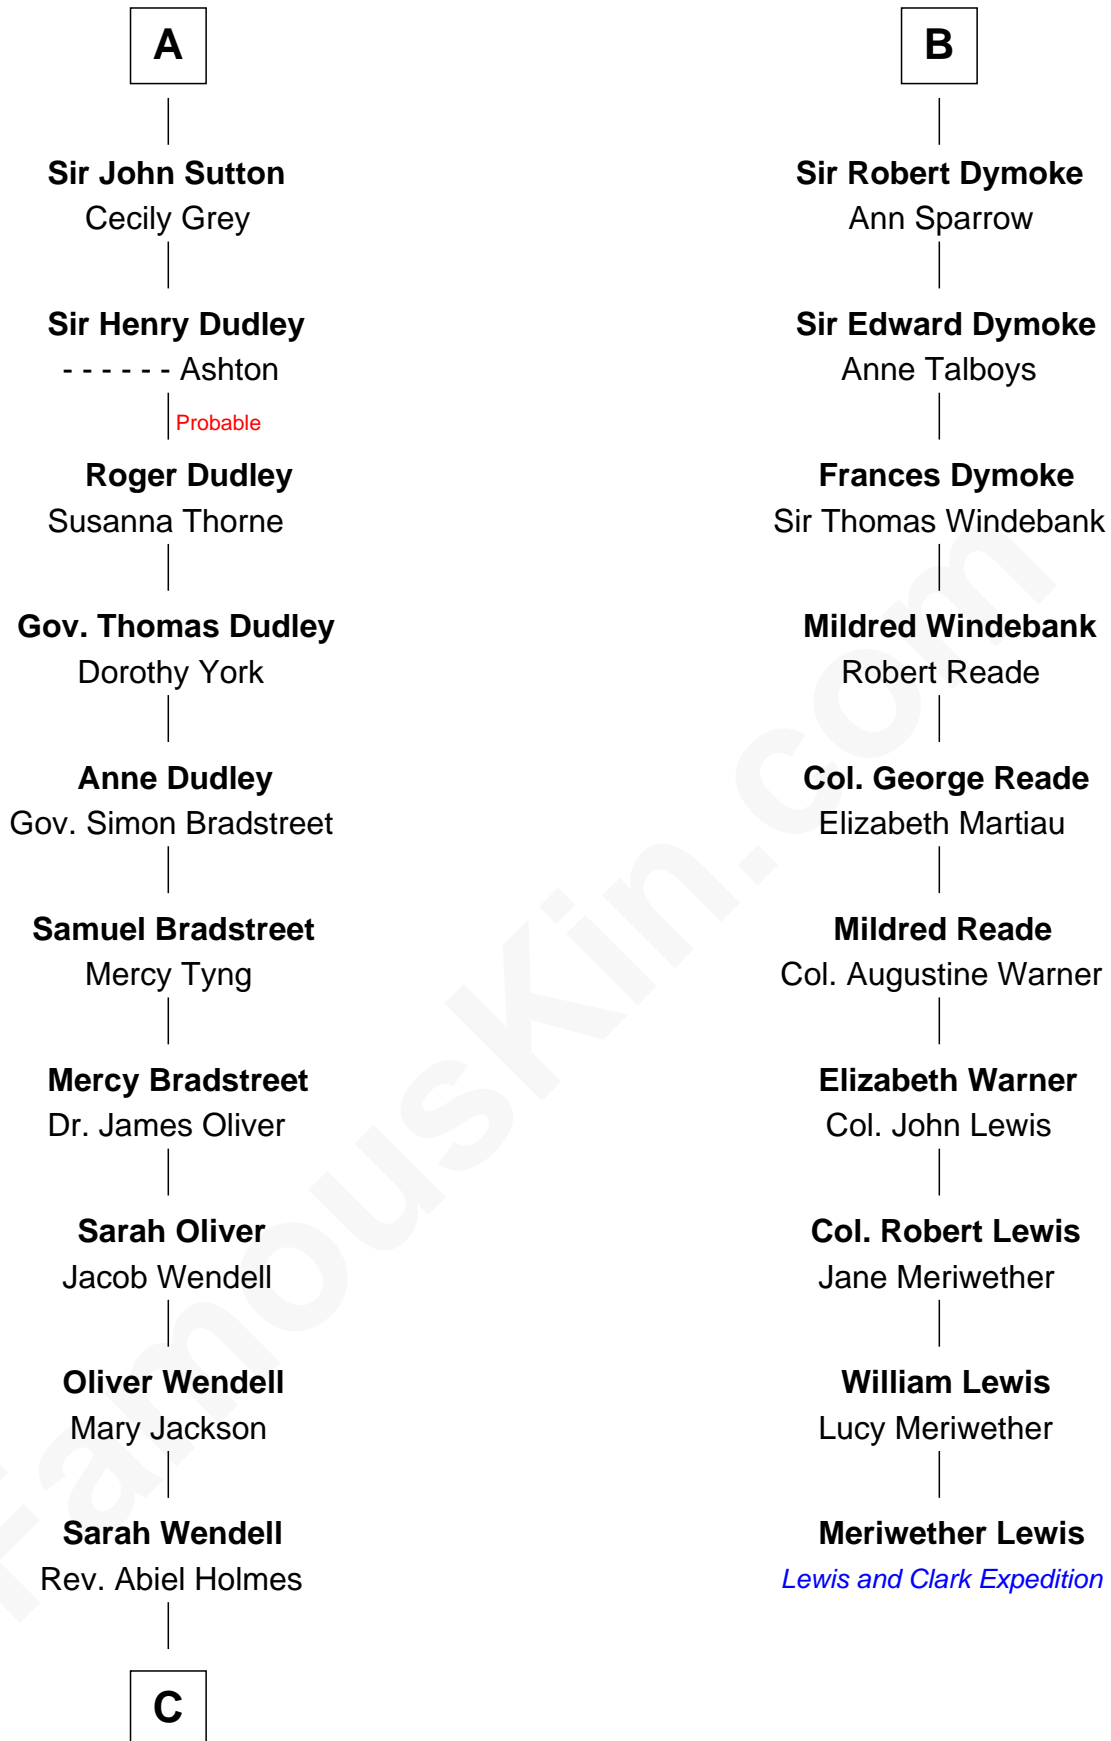 A
Sir John Sutton
Cecily Grey
Sir Henry Dudley
- - - - - - Ashton
Probable
Roger Dudley
Susanna Thorne
Gov. Thomas Dudley
Dorothy York
Anne Dudley
Gov. Simon Bradstreet
Samuel Bradstreet
Mercy Tyng
Mercy Bradstreet
Dr. James Oliver
Sarah Oliver
Jacob Wendell
Oliver Wendell
Mary Jackson
Sarah Wendell
Rev. Abiel Holmes
C
B
Sir Robert Dymoke
Ann Sparrow
Sir Edward Dymoke
Anne Talboys
Frances Dymoke
Sir Thomas Windebank
Mildred Windebank
Robert Reade
Col. George Reade
Elizabeth Martiau
Mildred Reade
Col. Augustine Warner
Elizabeth Warner
Col. John Lewis
Col. Robert Lewis
Jane Meriwether
William Lewis
Lucy Meriwether
Meriwether Lewis
Lewis and Clark Expedition
FamousKin.com